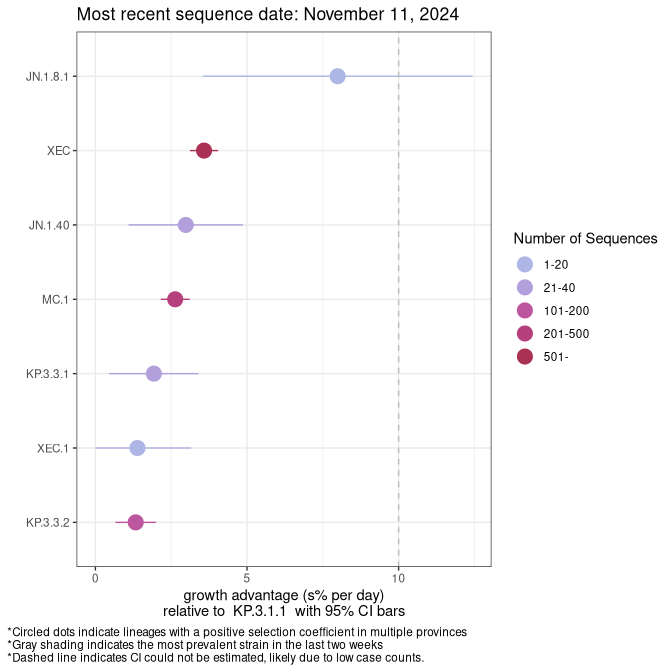 Most recent sequence date: November 11, 2024
JN.1.8.1
XEC
JN.1.40
MC.1
KP.3.3.1
XEC.1
KP.3.3.2
0 5 10
growth advantage (s% per day)
relative to KP.3.1.1 with 95% CI bars
Number of Sequences
1-20
21-40
101-200
201-500
501-
*Circled dots indicate lineages with a positive selection coefficient in multiple provinces
*Gray shading indicates the most prevalent strain in the last two weeks
*Dashed line indicates CI could not be estimated, likely due to low case counts.